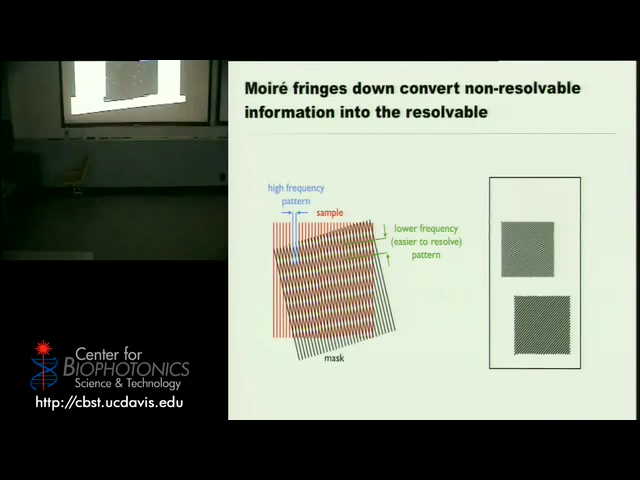 Moiré fringes down convert non-resolvable
information into the resolvable
high frequency
pattern
sample
lower frequency
(easier to resolve)
pattern
mask
Center for
BIOPHOTONICS
Science & Technology
http://cbst.ucdavis.edu